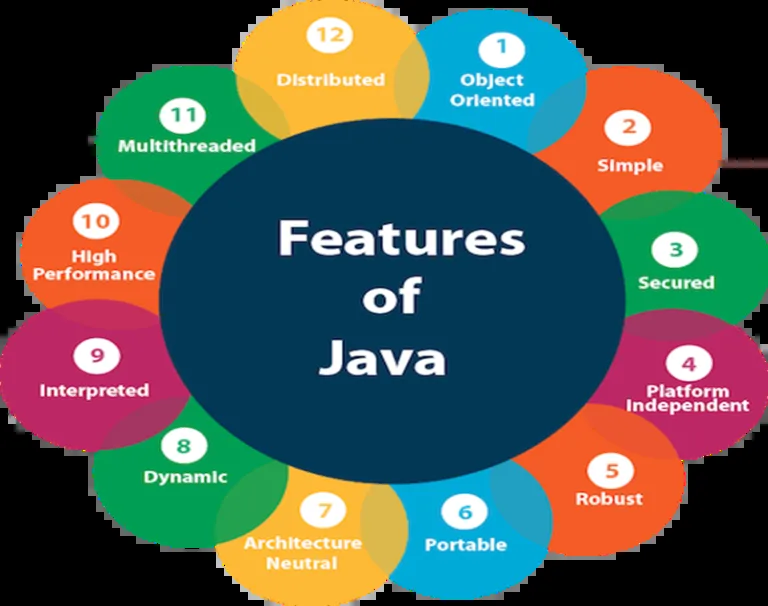 Features
of
Java
1
Object
Oriented
2
Simple
3
Secured
4
Platform
Independent
5
Robust
6
Portable
7
Architecture
Neutral
8
Dynamic
9
Interpreted
10
High
Performance
11
Multithreaded
12
Distributed